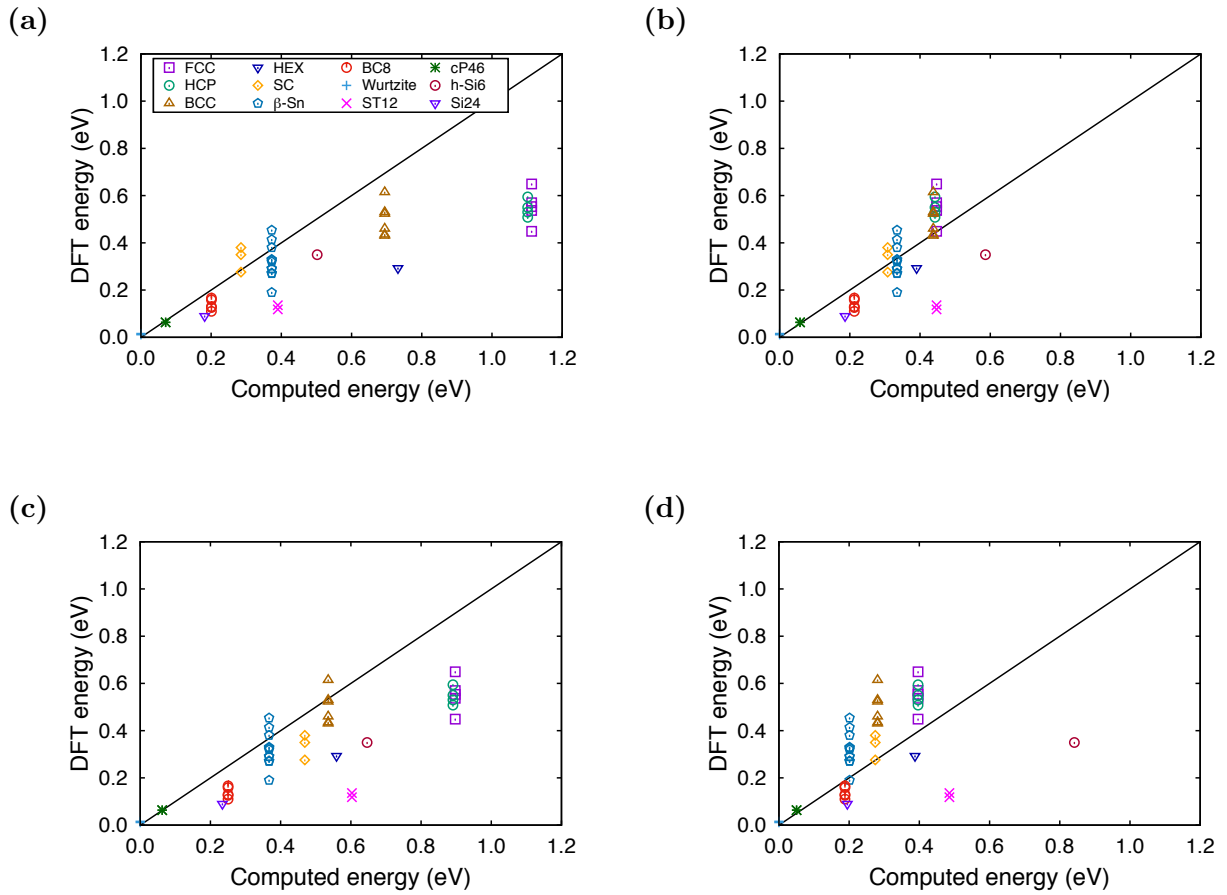 (a)
1.2
1.0
0.8
0.6
0.4
0.2
0.0
DFT energy (eV)
FCC HEX BC8 cP46
HCP SC Wurtzite h-Si6
BCC β-Sn ST12 Si24
0.0 0.2 0.4 0.6 0.8 1.0 1.2
Computed energy (eV)
(b)
1.2
1.0
0.8
0.6
0.4
0.2
0.0
DFT energy (eV)
0.0 0.2 0.4 0.6 0.8 1.0 1.2
Computed energy (eV)
(c)
1.2
1.0
0.8
0.6
0.4
0.2
0.0
DFT energy (eV)
0.0 0.2 0.4 0.6 0.8 1.0 1.2
Computed energy (eV)
(d)
1.2
1.0
0.8
0.6
0.4
0.2
0.0
DFT energy (eV)
0.0 0.2 0.4 0.6 0.8 1.0 1.2
Computed energy (eV)